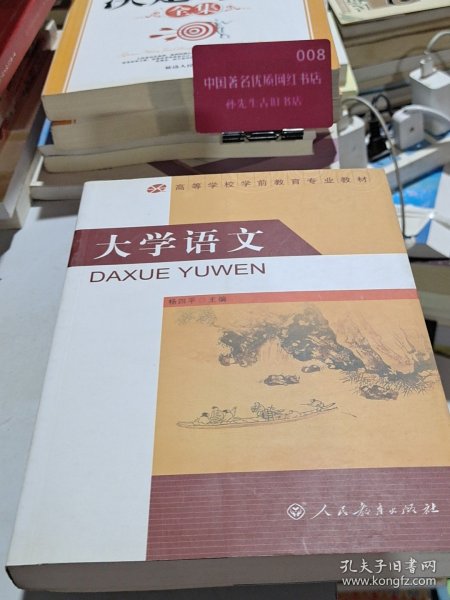 全集
008
中国著名优质网红书店
孙先生古旧书店
高等学校学前教育专业教材
大学语文
DAXUE YUWEN
杨四平 主编
人民教育出版社
孔夫子旧书网
www.kongfz.com